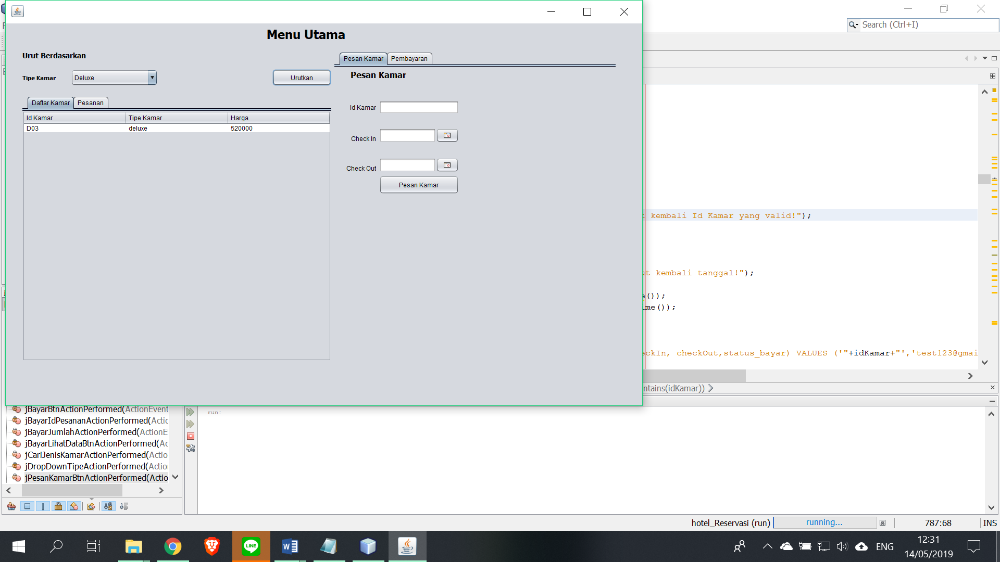 Menu Utama
Search (Ctrl+I)
Urut Berdasarkan
Tipe Kamar
Deluxe
Urutkan
Daftar Kamar
Pesanan
Id Kamar
Tipe Kamar
Harga
D03
deluxe
520000
Pesan Kamar
Pembayaran
Pesan Kamar
Id Kamar
Check In
Check Out
Pesan Kamar
kembali Id Kamar yang valid!");
ut kembali tanggal!");
e());
ime());
eckIn, checkOut,status_bayar) VALUES ('"+idKamar+"','test123@gmai
ntains(idKamar))
jBayarBtnActionPerformed(ActionEvent
jBayarIdPesananActionPerformed(Actic
jBayarJumlahActionPerformed(ActionE
jBayarLihatDataBtnActionPerformed(Ac
jCariJenisKamarActionPerformed(Actio
jDropDownTipeActionPerformed(Action
jPesanKamarBtnActionPerformed(Actio
run:
hotel_Reservasi (run)
running...
787:68
INS
LINE
ENG
12:31
14/05/2019